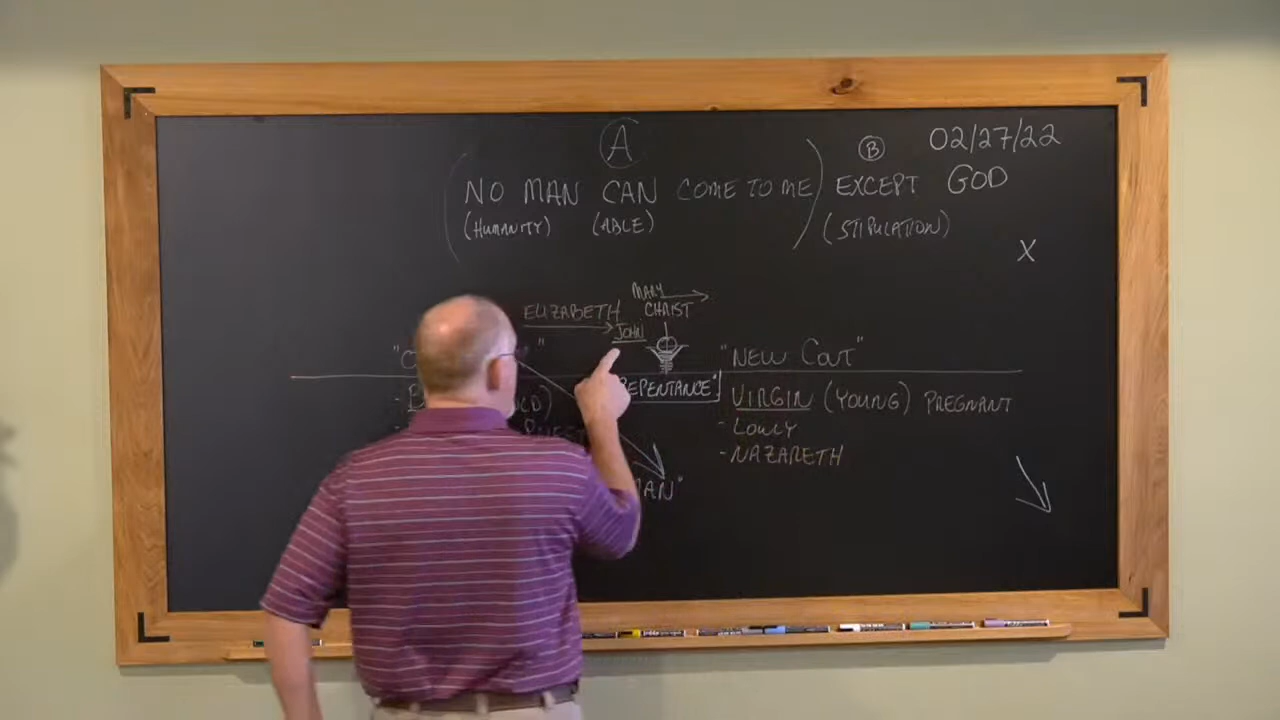 A
B
02/27/22
(NO MAN CAN COME TO ME) EXCEPT GOD
(HUMANITY) (ABLE) (STIPULATION)
X
MARY
ELIZABETH
CHRIST
JOHN
"NEW COVT"
REPENTANCE"
VIRGIN (YOUNG) PREGNANT
- LOWLY
- NAZARETH